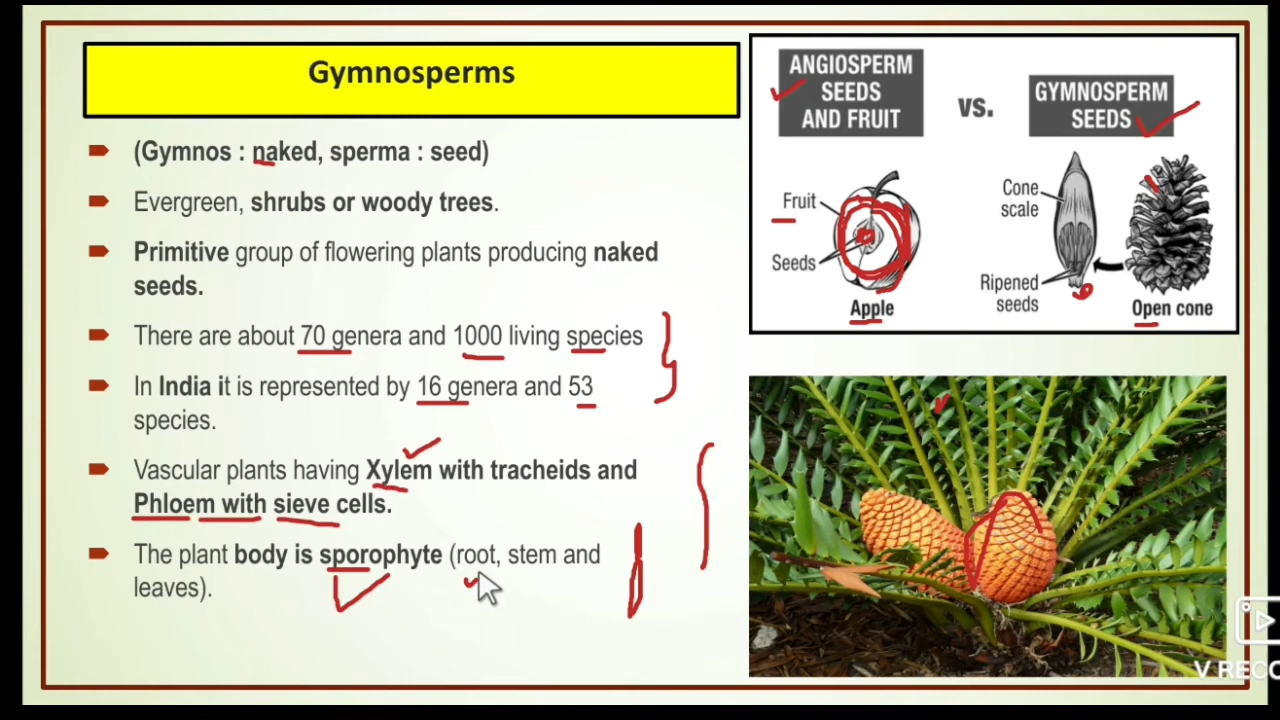 Gymnosperms
(Gymnos : naked, sperma : seed)
Evergreen, shrubs or woody trees.
Primitive group of flowering plants producing naked
seeds.
There are about 70 genera and 1000 living species
In India it is represented by 16 genera and 53
species.
Vascular plants having Xylem with tracheids and
Phloem with sieve cells.
The plant body is sporophyte (root, stem and
leaves).
ANGIOSPERM
SEEDS
AND FRUIT
VS.
GYMNOSPERM
SEEDS
Fruit
Seeds
Apple
Cone
scale
Ripened
seeds
Open cone
V RECO